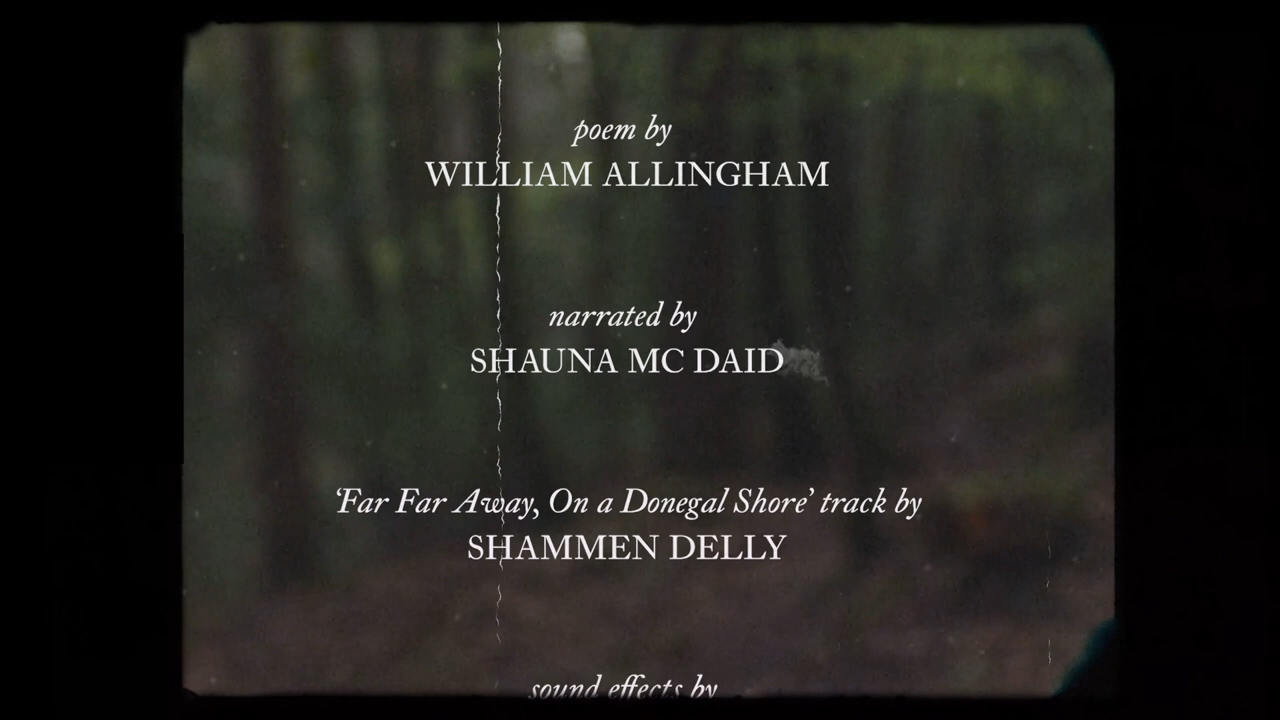 poem by
WILLIAM ALLINGHAM
narrated by
SHAUNA MC DAID
‘Far Far Away, On a Donegal Shore’ track by
SHAMMEN DELLY
sound effects by